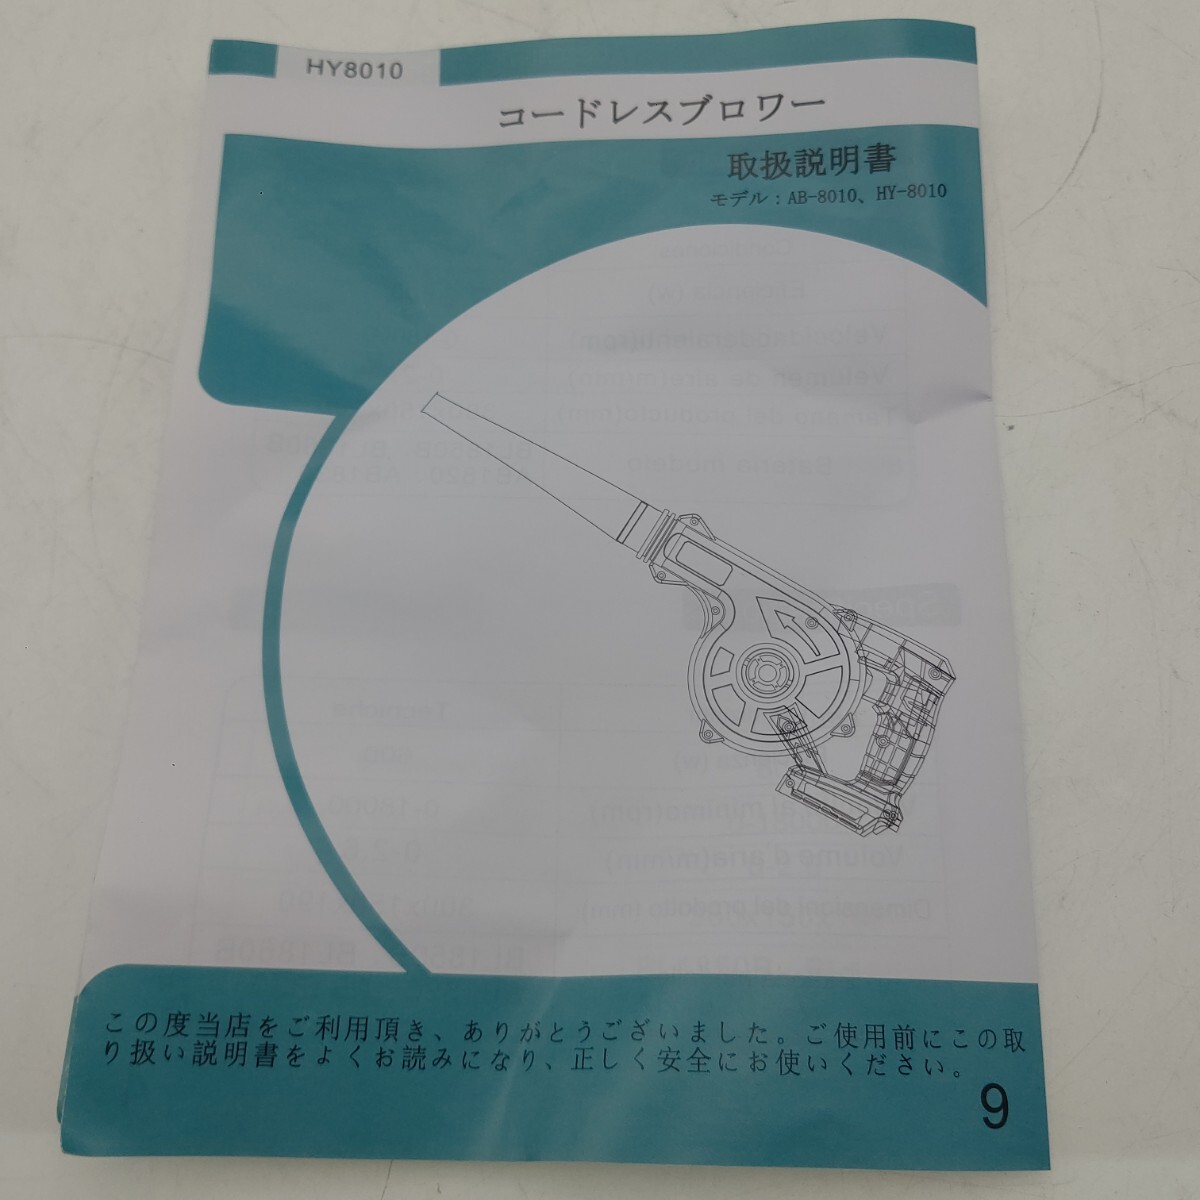 HY8010
コードレスブロワー
取扱説明書
モデル：AB-8010、HY-8010
この度当店をご利用頂き、ありがとうございました。ご使用前にこの取
り扱い説明書をよくお読みになり、正しく安全にお使いください。
9